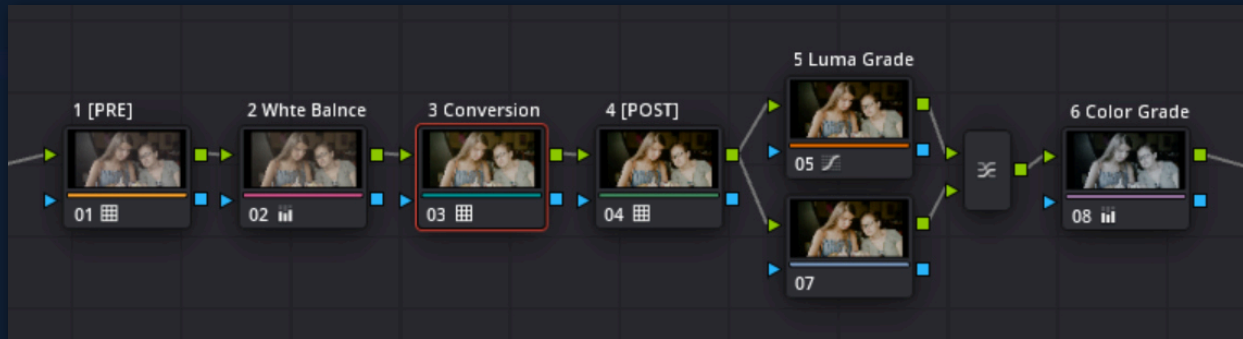 1 [PRE]
2 Whte Balnce
3 Conversion
4 [POST]
5 Luma Grade
6 Color Grade
01
02
03
04
05
07
08